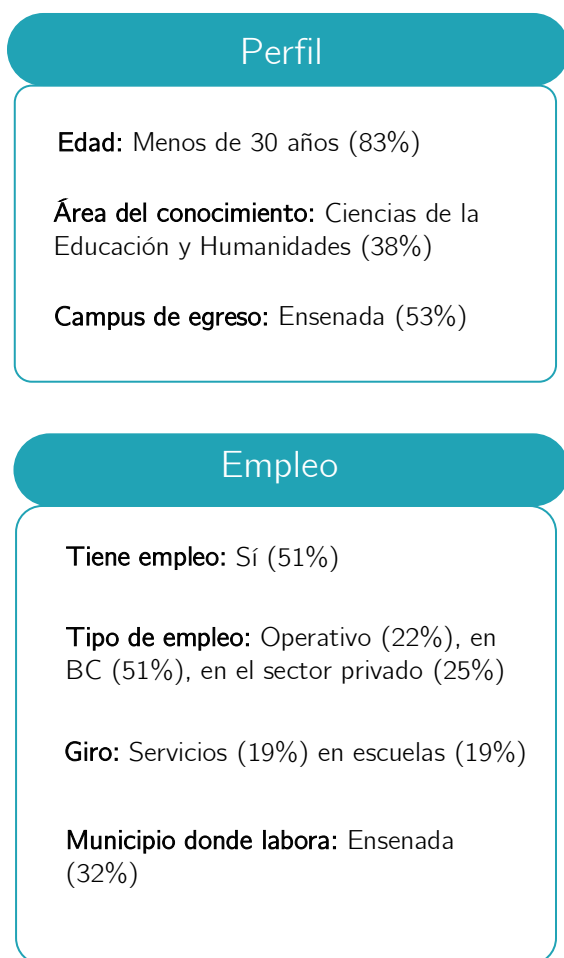 Perfil
Edad: Menos de 30 años (83%)
Área del conocimiento: Ciencias de la
Educación y Humanidades (38%)
Campus de egreso: Ensenada (53%)
Empleo
Tiene empleo: Sí (51%)
Tipo de empleo: Operativo (22%), en
BC (51%), en el sector privado (25%)
Giro: Servicios (19%) en escuelas (19%)
Municipio donde labora: Ensenada
(32%)